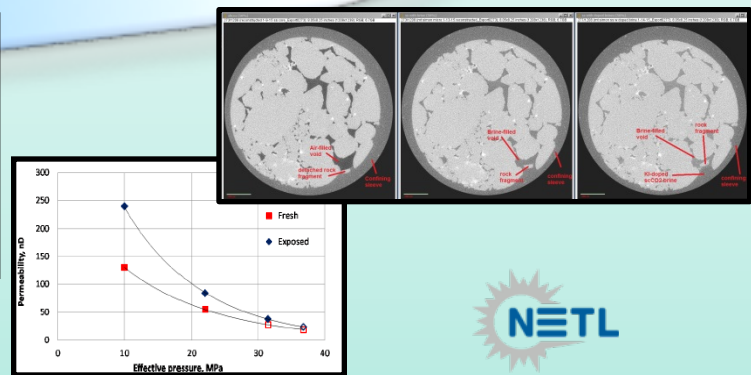 Air-filled
void
detached rock
fragment
Confining
sleeve
Brine-filled
void
rock
fragment
confining
sleeve
Brine-filled
void
rock
fragment
KI-doped
scCO2/brine
confining
sleeve
Permeability, nD
300
250
200
150
100
50
0
Fresh
Exposed
0 10 20 30 40
Effective pressure, MPa
NETL